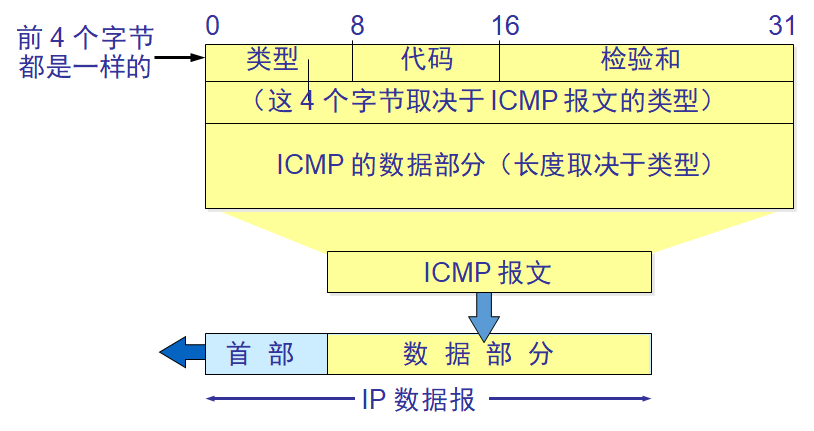 0 8 16 31
前 4 个字节
都是一样的
类型 代码 检验和
（这 4 个字节取决于 ICMP 报文的类型）
ICMP 的数据部分（长度取决于类型）
ICMP 报文
首 部 数 据 部 分
IP 数据报